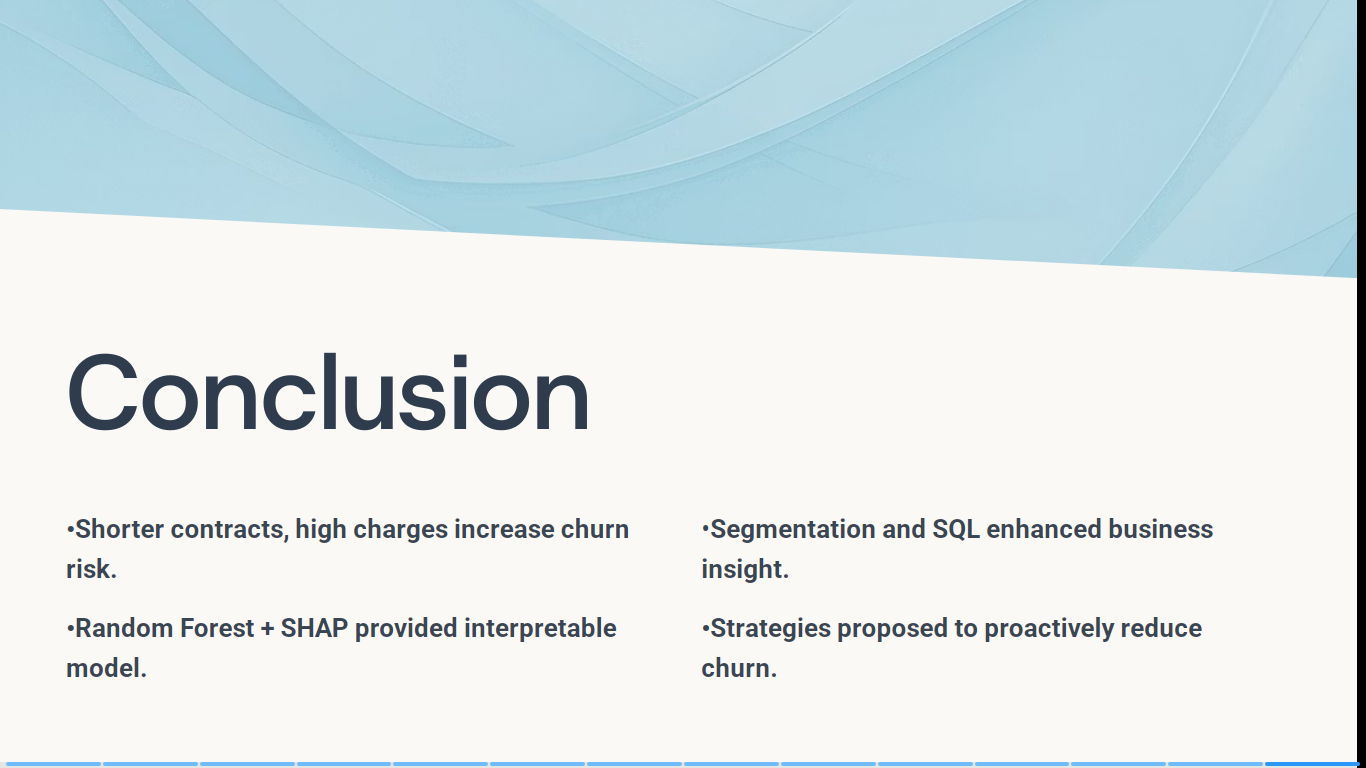 Conclusion
•Shorter contracts, high charges increase churn
risk.
•Random Forest + SHAP provided interpretable
model.
•Segmentation and SQL enhanced business
insight.
•Strategies proposed to proactively reduce
churn.